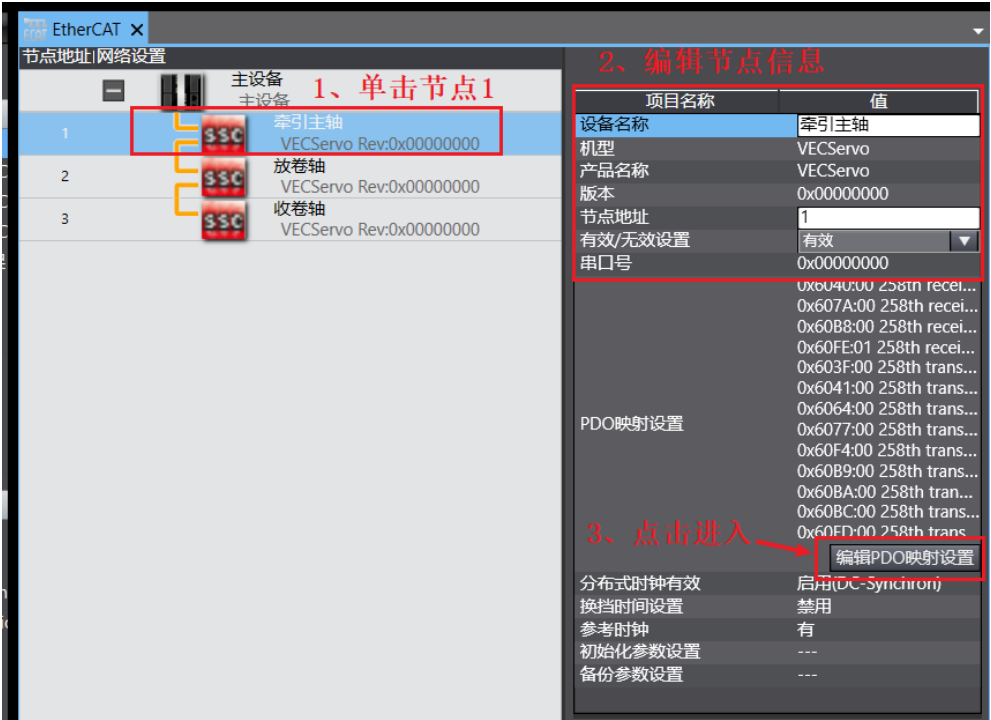 EtherCAT
节点地址|网络设置
主设备
主设备
1、单击节点1
1
牵引主轴
VECServo Rev:0x00000000
2
放卷轴
VECServo Rev:0x00000000
3
收卷轴
VECServo Rev:0x00000000
2、编辑节点信息
项目名称 值
设备名称 牵引主轴
机型 VECServo
产品名称 VECServo
版本 0x00000000
节点地址 1
有效/无效设置 有效
串口号 0x00000000
PDO映射设置
0x6040:00 258th recei...
0x607A:00 258th recei...
0x60B8:00 258th recei...
0x60FE:01 258th recei...
0x603F:00 258th trans...
0x6041:00 258th trans...
0x6064:00 258th trans...
0x6077:00 258th trans...
0x60F4:00 258th trans...
0x60B9:00 258th trans...
0x60BA:00 258th tran...
0x60BC:00 258th trans...
0x60FD:00 258th trans
3、点击进入
编辑PDO映射设置
分布式时钟有效 启用(DC-Synchron)
换挡时间设置 禁用
参考时钟 有
初始化参数设置 ---
备份参数设置 ---